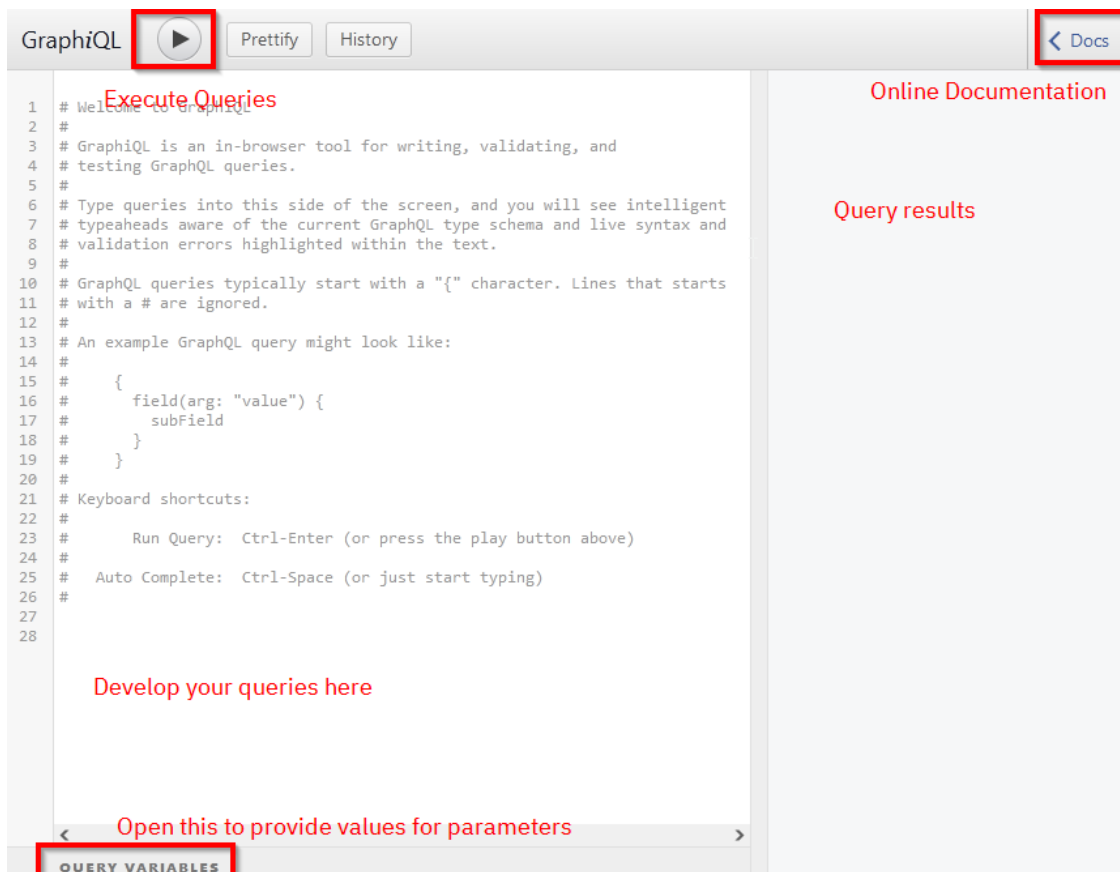 GraphiQL Prettify History Docs
Execute Queries
Online Documentation
1 # Welcome to GraphiQL
2 #
3 # GraphiQL is an in-browser tool for writing, validating, and
4 # testing GraphQL queries.
5 #
6 # Type queries into this side of the screen, and you will see intelligent
7 # typeaheads aware of the current GraphQL type schema and live syntax and
8 # validation errors highlighted within the text.
Query results
9 #
10 # GraphQL queries typically start with a "{" character. Lines that starts
11 # with a # are ignored.
12 #
13 # An example GraphQL query might look like:
14 #
15 #     {
16 #       field(arg: "value") {
17 #         subField
18 #       }
19 #     }
20 #
21 # Keyboard shortcuts:
22 #
23 #       Run Query:  Ctrl-Enter (or press the play button above)
24 #
25 #   Auto Complete:  Ctrl-Space (or just start typing)
26 #
27
28
Develop your queries here
Open this to provide values for parameters
QUERY VARIABLES